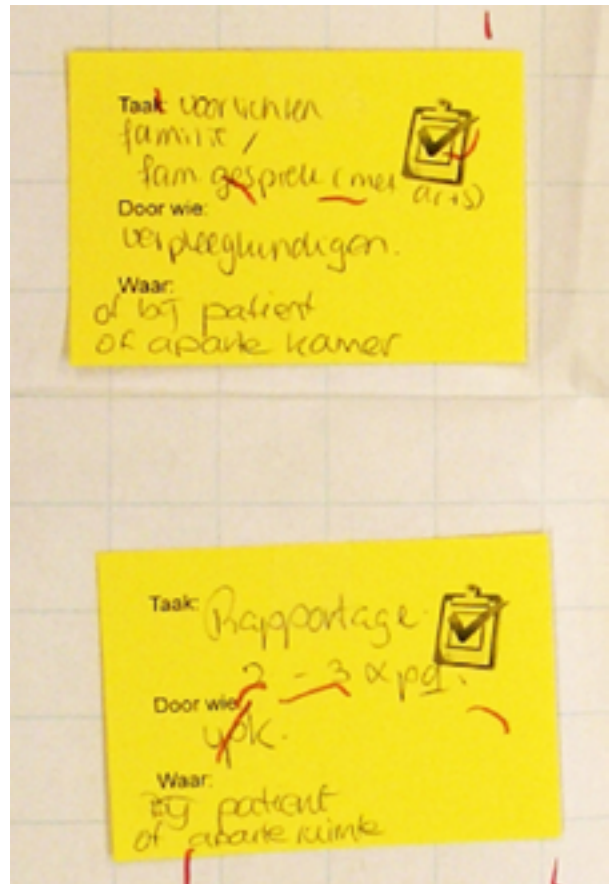 Taak: voorlichten
familie /
fam. gesprek (met arts)
Door wie:
verpleegkundigen.
Waar:
of bij patient
of aparte kamer
Taak: Rapportage.
2 - 3 x pd.
Door wie:
vpk.
Waar:
bij patient
of aparte ruimte